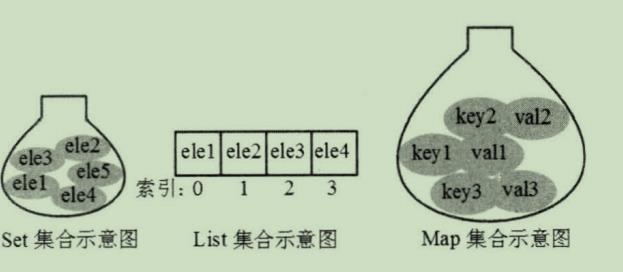 ele3 ele2
ele1 ele5
ele4
Set 集合示意图
ele1 ele2 ele3 ele4
索引: 0 1 2 3
List 集合示意图
key2 val2
key1 val1
key3 val3
Map 集合示意图